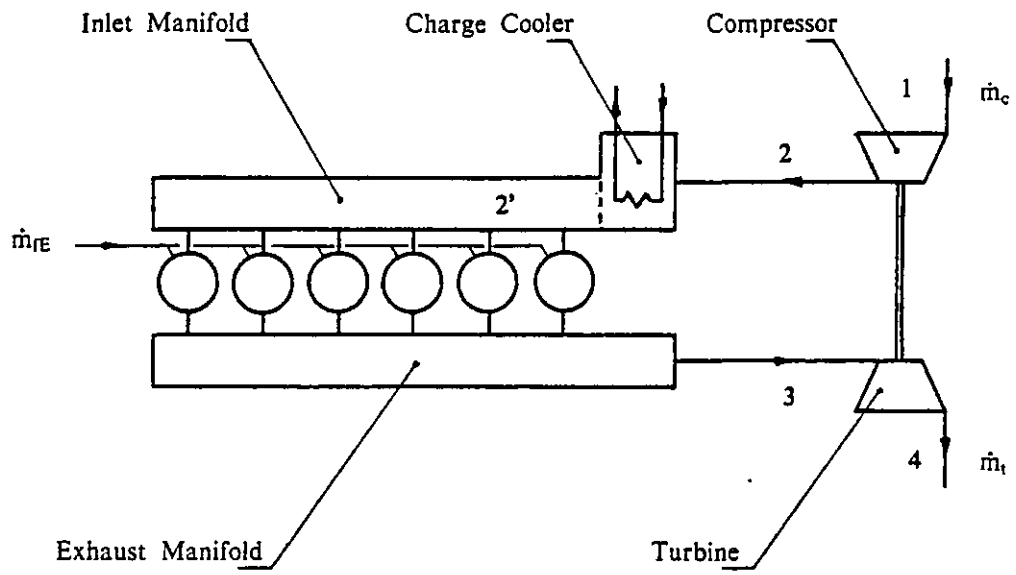 Inlet Manifold
Charge Cooler
Compressor
1
ṁc
2
2'
ṁfE
3
4
ṁt
Exhaust Manifold
Turbine